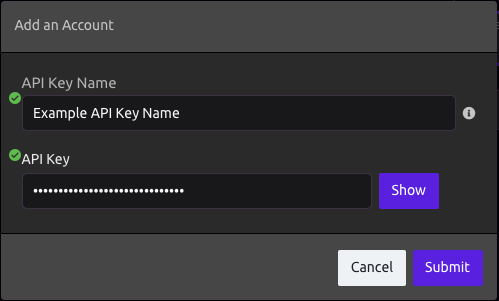 Add an Account
API Key Name
Example API Key Name
API Key
••••••••••••••••••••••••••••••
Show
Cancel
Submit